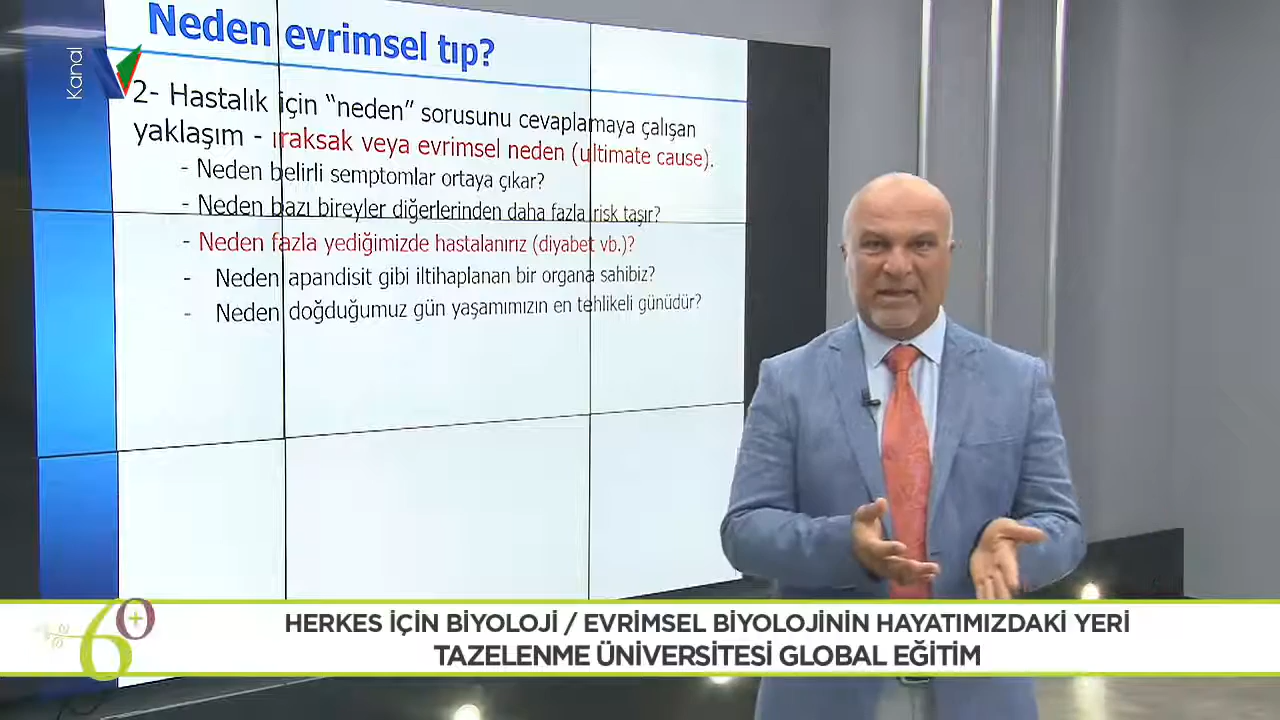 Kanal
Neden evrimsel tıp?
2- Hastalık için “neden” sorusunu cevaplamaya çalışan
yaklaşım - ıraksak veya evrimsel neden (ultimate cause).
- Neden belirli semptomlar ortaya çıkar?
- Neden bazı bireyler diğerlerinden daha fazla risk taşır?
- Neden fazla yediğimizde hastalanırız (diyabet vb.)?
- Neden apandisit gibi iltihaplanan bir organa sahibiz?
- Neden doğduğumuz gün yaşamımızın en tehlikeli günüdür?
60+
HERKES İÇİN BİYOLOJİ / EVRİMSEL BİYOLOJİNİN HAYATIMIZDAKİ YERİ
TAZELENME ÜNİVERSİTESİ GLOBAL EĞİTİM